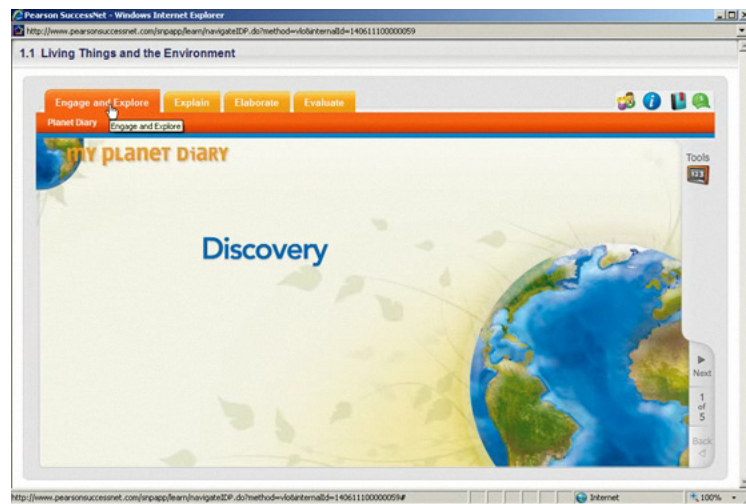 Pearson SuccessNet - Windows Internet Explorer
http://www.pearsonsuccessnet.com/snpapp/learn/navigateIDP.do?method=vlo&internalId=140611100000059
1.1 Living Things and the Environment
Engage and Explore Explain Elaborate Evaluate
Planet Diary Engage and Explore
MY PLANET DiARY
Tools
123
Discovery
Next
1
of
5
Back
http://www.pearsonsuccessnet.com/snpapp/learn/navigateIDP.do?method=vlo&internalId=140611100000059#
Internet 100%